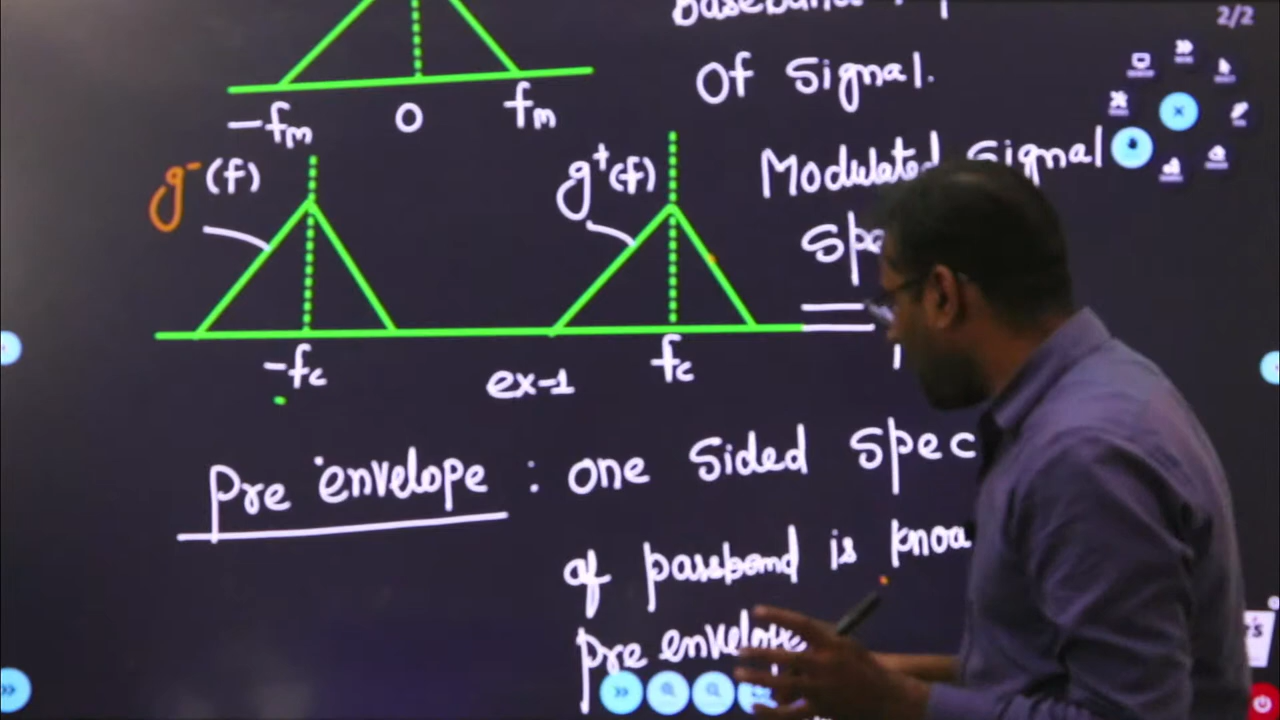 2/2
Of Signal.
-fm 0 fm
g⁻(f) g⁺(f) Modulated Signal
-fc ex-1 fc
Pre envelope : one Sided Spec
of passband is
Pre envelope